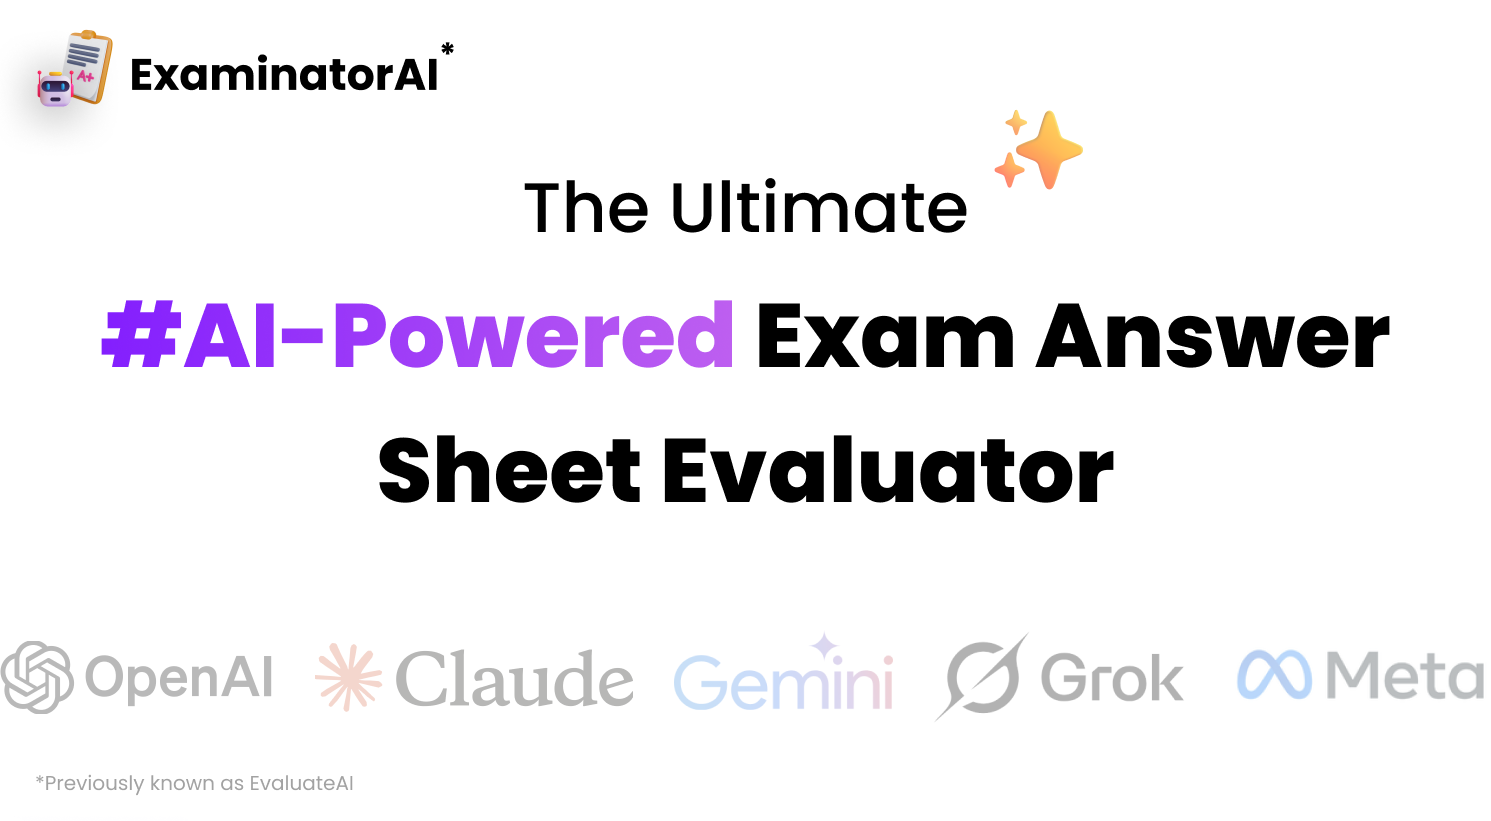 A+
ExaminatorAI*
The Ultimate
#AI-Powered Exam Answer
Sheet Evaluator
OpenAI Claude Gemini Grok Meta
*Previously known as EvaluateAI